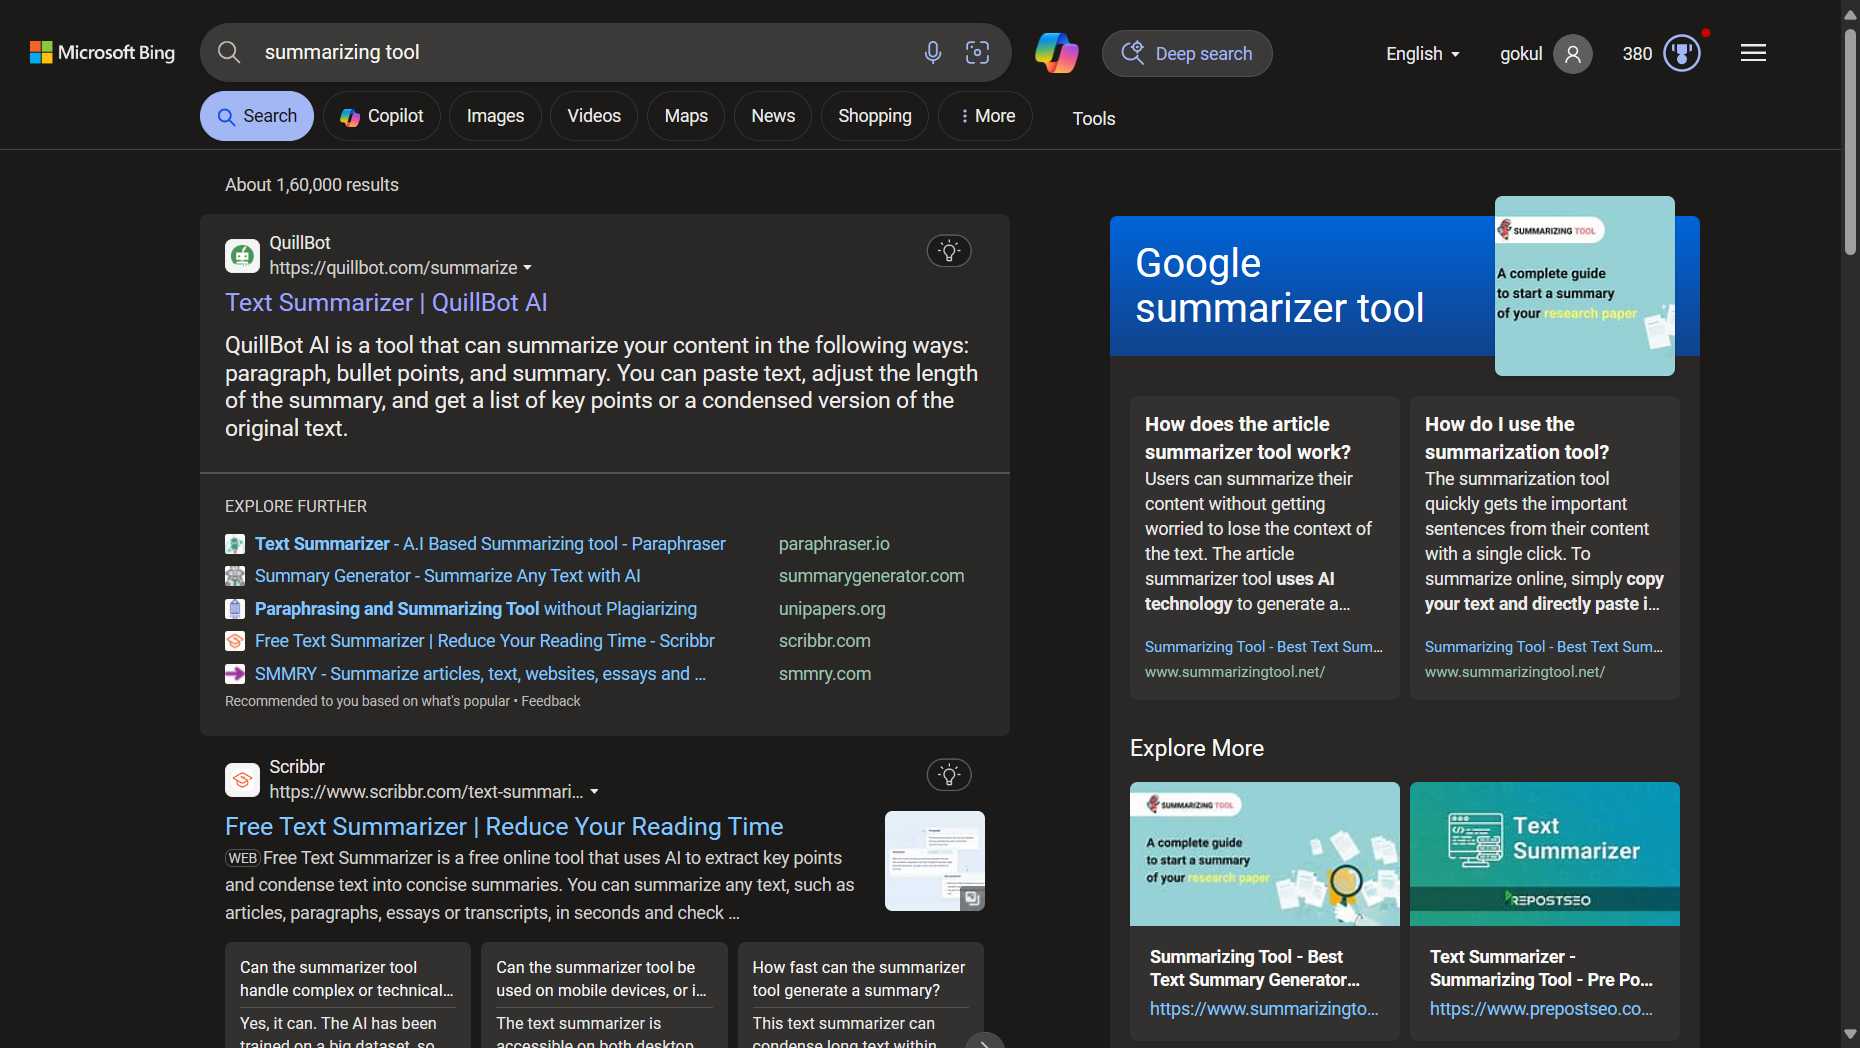 Microsoft Bing
summarizing tool
Deep search
English
gokul
380
Search
Copilot
Images
Videos
Maps
News
Shopping
More
Tools
About 1,60,000 results
QuillBot
https://quillbot.com/summarize
Text Summarizer | QuillBot AI
QuillBot AI is a tool that can summarize your content in the following ways:
paragraph, bullet points, and summary. You can paste text, adjust the length
of the summary, and get a list of key points or a condensed version of the
original text.
EXPLORE FURTHER
Text Summarizer - A.I Based Summarizing tool - Paraphraser
paraphraser.io
Summary Generator - Summarize Any Text with AI
summarygenerator.com
Paraphrasing and Summarizing Tool without Plagiarizing
unipapers.org
Free Text Summarizer | Reduce Your Reading Time - Scribbr
scribbr.com
SMMRY - Summarize articles, text, websites, essays and ...
smmry.com
Recommended to you based on what's popular • Feedback
Scribbr
https://www.scribbr.com/text-summari...
Free Text Summarizer | Reduce Your Reading Time
WEB Free Text Summarizer is a free online tool that uses AI to extract key points
and condense text into concise summaries. You can summarize any text, such as
articles, paragraphs, essays or transcripts, in seconds and check ...
Can the summarizer tool
handle complex or technical...
Yes, it can. The AI has been
trained on a big dataset, so
Can the summarizer tool be
used on mobile devices, or i...
The text summarizer is
accessible on both desktop
How fast can the summarizer
tool generate a summary?
This text summarizer can
condense long text within
Google
summarizer tool
SUMMARIZING TOOL
A complete guide
to start a summary
of your research paper
How does the article
summarizer tool work?
Users can summarize their
content without getting
worried to lose the context of
the text. The article
summarizer tool uses AI
technology to generate a...
Summarizing Tool - Best Text Sum...
www.summarizingtool.net/
How do I use the
summarization tool?
The summarization tool
quickly gets the important
sentences from their content
with a single click. To
summarize online, simply copy
your text and directly paste i...
Summarizing Tool - Best Text Sum...
www.summarizingtool.net/
Explore More
SUMMARIZING TOOL
A complete guide
to start a summary
of your research paper
Summarizing Tool - Best
Text Summary Generator...
https://www.summarizingto...
Text
Summarizer
PREPOSTSEO
Text Summarizer -
Summarizing Tool - Pre Po...
https://www.prepostseo.co...